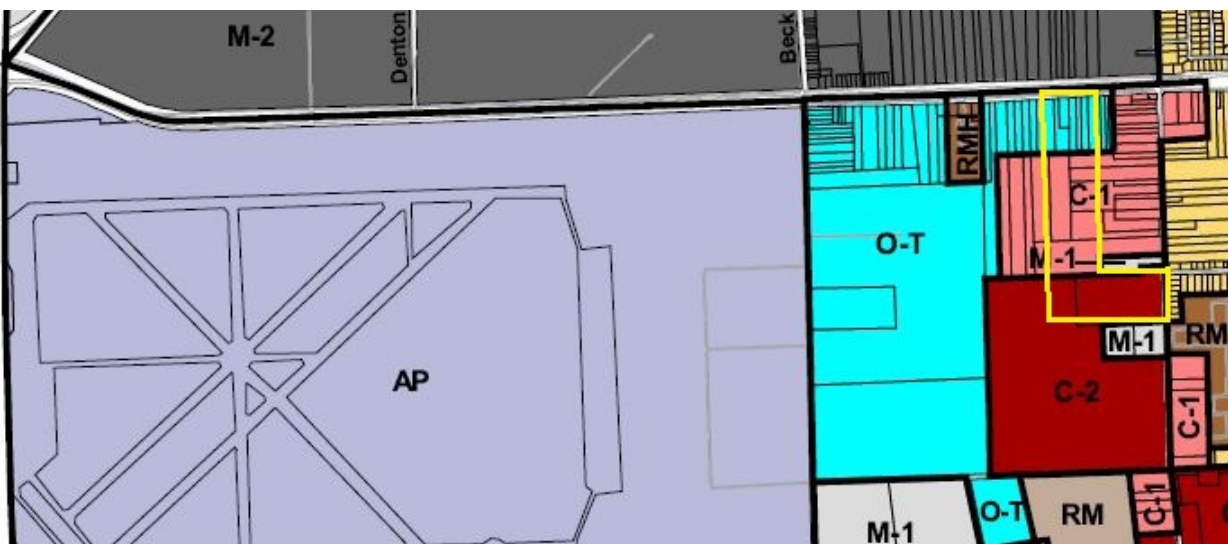 M-2
Denton
Beck
RMH
C-1
O-T
M-1
M-1
RM
AP
C-2
C-1
O-T
RM
C-1
M-1